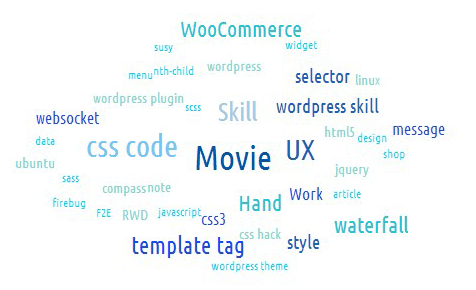 WooCommerce
susy
widget
menu
nth-child
wordpress
selector
linux
wordpress plugin
scss
Skill
wordpress skill
websocket
html5
design
message
data
css code
Movie
UX
shop
ubuntu
jquery
sass
compass
note
Work
article
firebug
F2E
RWD
javascript
css3
Hand
waterfall
css hack
template tag
style
wordpress theme